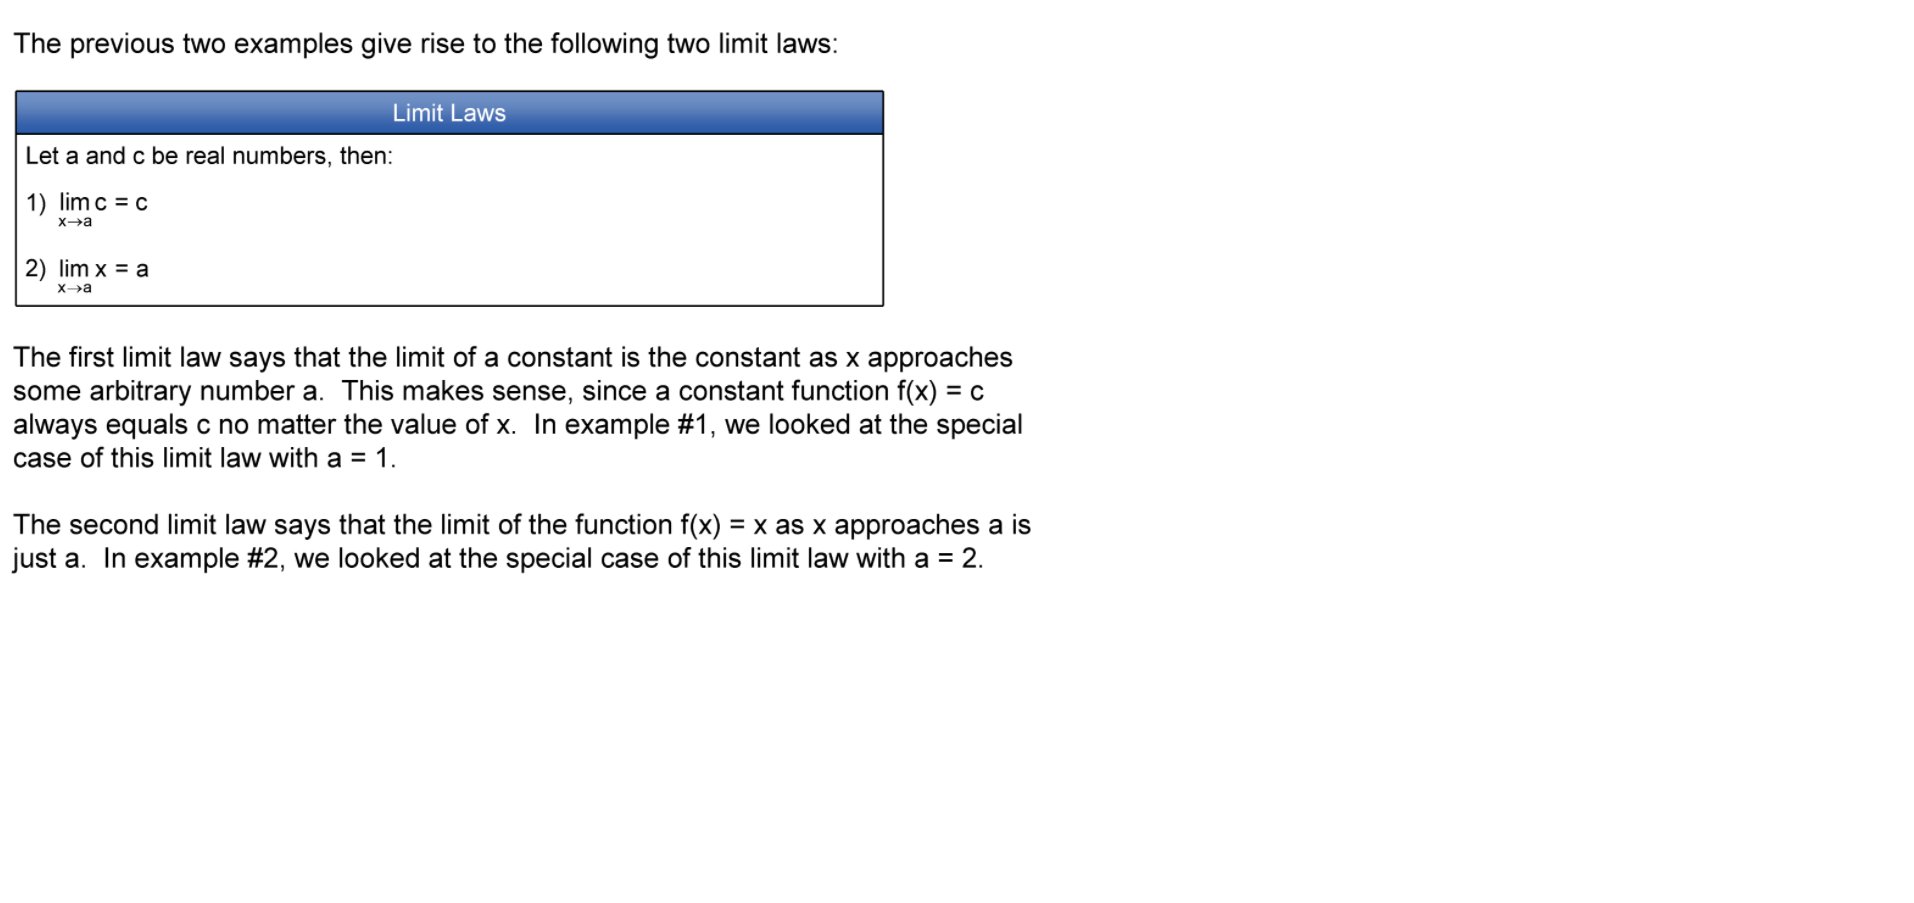 The previous two examples give rise to the following two limit laws:
Limit Laws
Let a and c be real numbers, then:
1) lim c = c
x→a
2) lim x = a
x→a
The first limit law says that the limit of a constant is the constant as x approaches
some arbitrary number a.  This makes sense, since a constant function f(x) = c
always equals c no matter the value of x.  In example #1, we looked at the special
case of this limit law with a = 1.
The second limit law says that the limit of the function f(x) = x as x approaches a is
just a.  In example #2, we looked at the special case of this limit law with a = 2.